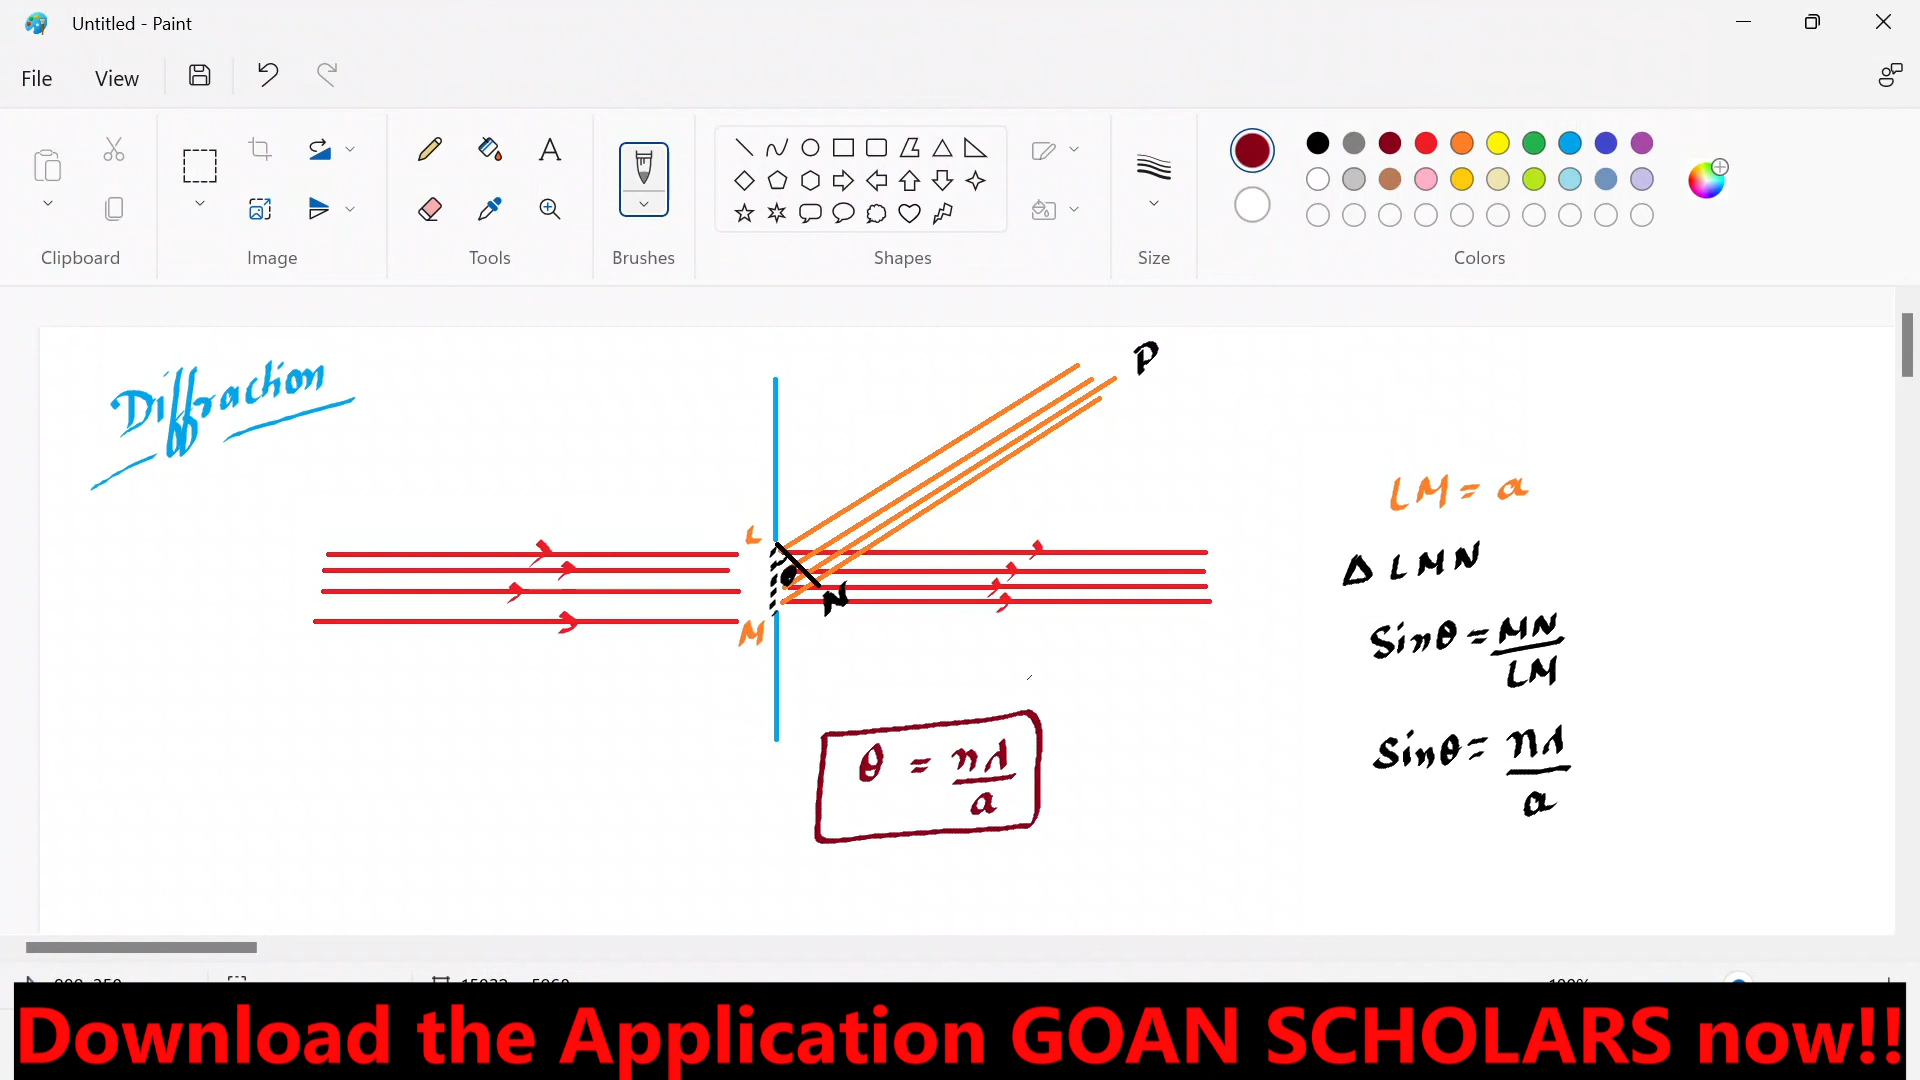 Untitled - Paint
File View
Clipboard Image Tools Brushes Shapes Size Colors
Diffraction
P
L
θ
N
M
LM = a
Δ LMN
Sinθ = MN
LM
Sinθ = nλ
a
θ = nλ
a
100%
Download the Application GOAN SCHOLARS now!!